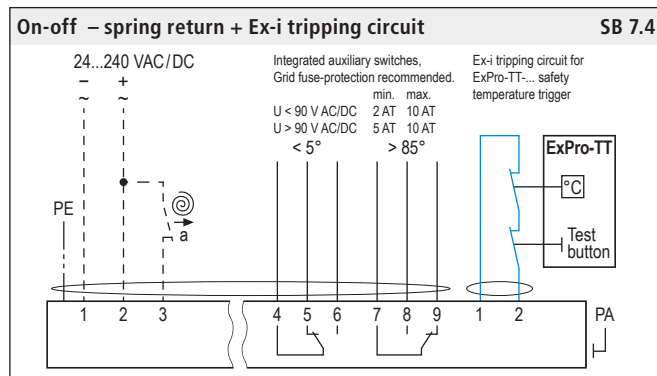 On-off – spring return + Ex-i tripping circuit SB 7.4
24...240 VAC/DC
– +
~ ~
Integrated auxiliary switches,
Grid fuse-protection recommended.
min. max.
U < 90 V AC/DC 2 AT 10 AT
U > 90 V AC/DC 5 AT 10 AT
< 5° > 85°
Ex-i tripping circuit for
ExPro-TT-... safety
temperature trigger
ExPro-TT
°C
Test
button
PE
a
1 2 3 4 5 6 7 8 9 1 2 PA